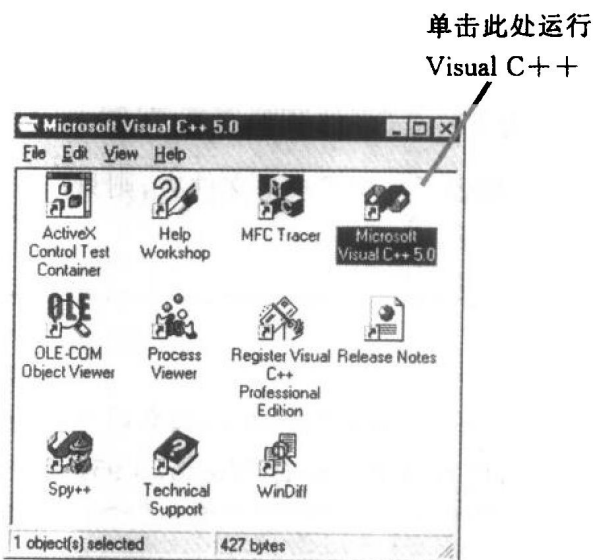 单击此处运行
Visual C++
Microsoft Visual C++ 5.0
File Edit View Help
ActiveX
Control Test
Container
Help
Workshop
MFC Tracer
Microsoft
Visual C++ 5.0
OLE
OLE-COM
Object Viewer
Process
Viewer
Register Visual
C++
Professional
Edition
Release Notes
Spy++
Technical
Support
WinDiff
1 object(s) selected
427 bytes